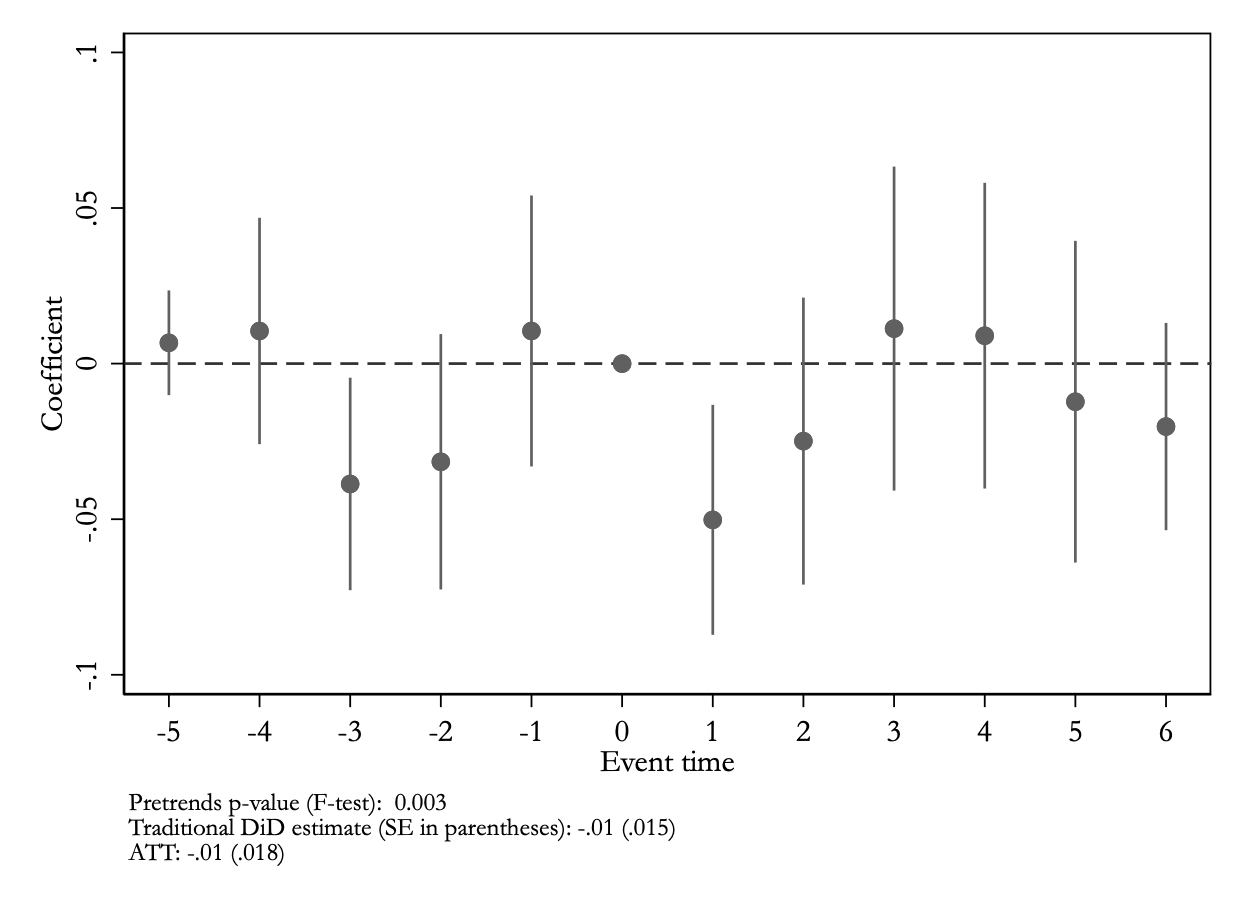 .1
.05
0
-.05
-.1
Coefficient
-5 -4 -3 -2 -1 0 1 2 3 4 5 6
Event time
Pretrends p-value (F-test):  0.003
Traditional DiD estimate (SE in parentheses): -.01 (.015)
ATT: -.01 (.018)